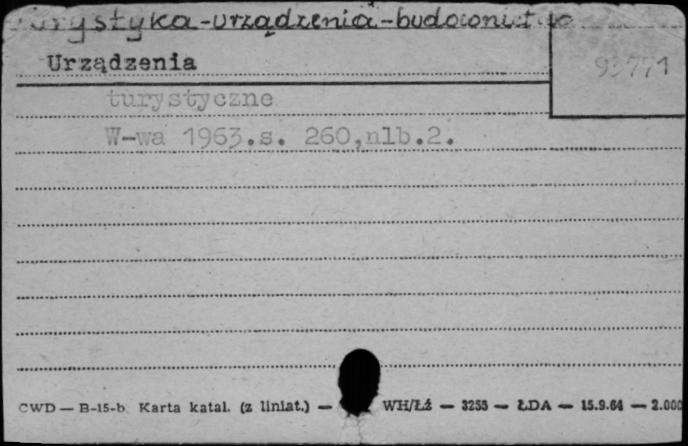 Turystyka-urządzenia-budownictwo
Urządzenia
93771
turystyczne
W-wa 1963.s. 260,nlb.2.
CWD — B-15-b. Karta katal. (z liniat.) — WH/Łź — 3255 — ŁDA — 15.9.64 — 2.000